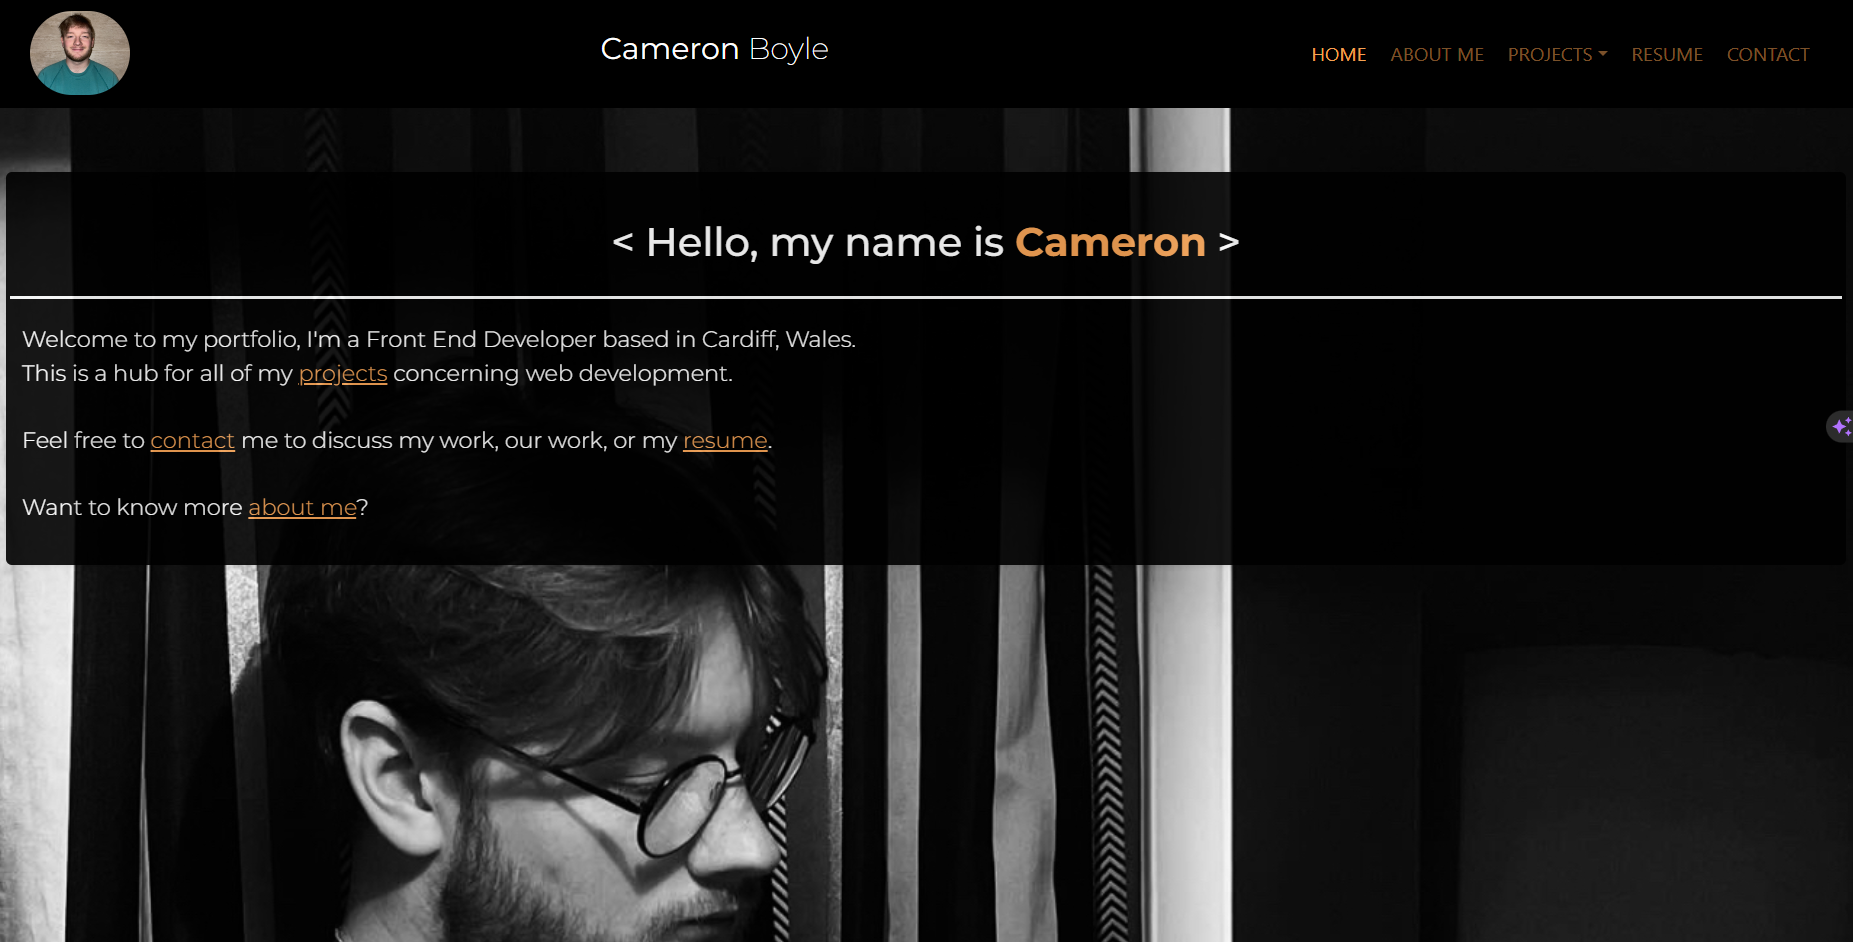 Cameron Boyle
HOME ABOUT ME PROJECTS RESUME CONTACT
< Hello, my name is Cameron >
Welcome to my portfolio, I'm a Front End Developer based in Cardiff, Wales.
This is a hub for all of my projects concerning web development.
Feel free to contact me to discuss my work, our work, or my resume.
Want to know more about me?